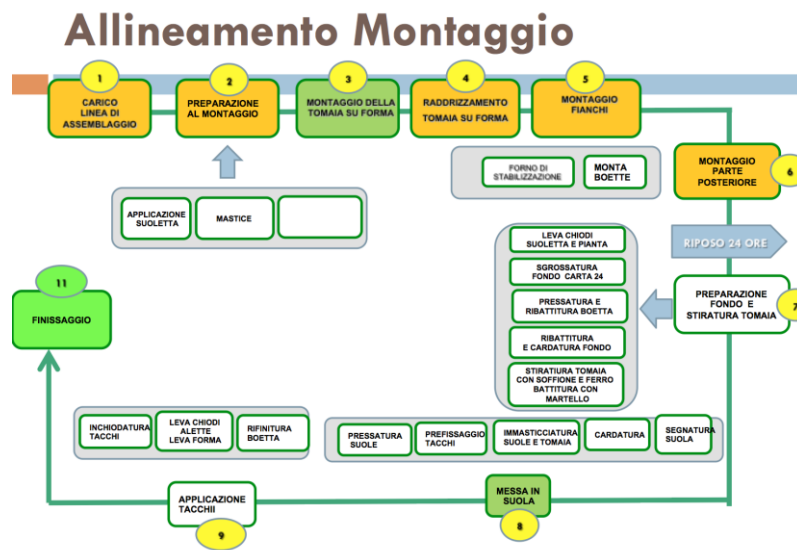 Allineamento Montaggio
1
CARICO
LINEA DI
ASSEMBLAGGIO
2
PREPARAZIONE
AL MONTAGGIO
3
MONTAGGIO DELLA
TOMAIA SU FORMA
4
RADDRIZZAMENTO
TOMAIA SU FORMA
5
MONTAGGIO
FIANCHI
FORNO DI
STABILIZZAZIONE
MONTA
BOETTE
MONTAGGIO
PARTE
POSTERIORE
6
APPLICAZIONE
SUOLETTA
MASTICE
RIPOSO 24 ORE
LEVA CHIODI
SUOLETTA E PIANTA
SGROSSATURA
FONDO CARTA 24
PRESSATURA E
RIBATTITURA BOETTA
RIBATTITURA
E CARDATURA FONDO
STIRATIURA TOMAIA
CON SOFFIONE E FERRO
BATTITURA CON
MARTELLO
PREPARAZIONE
FONDO E
STIRATURA TOMAIA
7
11
FINISSAGGIO
INCHIODATURA
TACCHI
LEVA CHIODI
ALETTE
LEVA FORMA
RIFINITURA
BOETTA
PRESSATURA
SUOLE
PREFISSAGGIO
TACCHI
IMMASTICCIATURA
SUOLE E TOMAIA
CARDATURA
SEGNATURA
SUOLA
APPLICAZIONE
TACCHII
9
MESSA IN
SUOLA
8